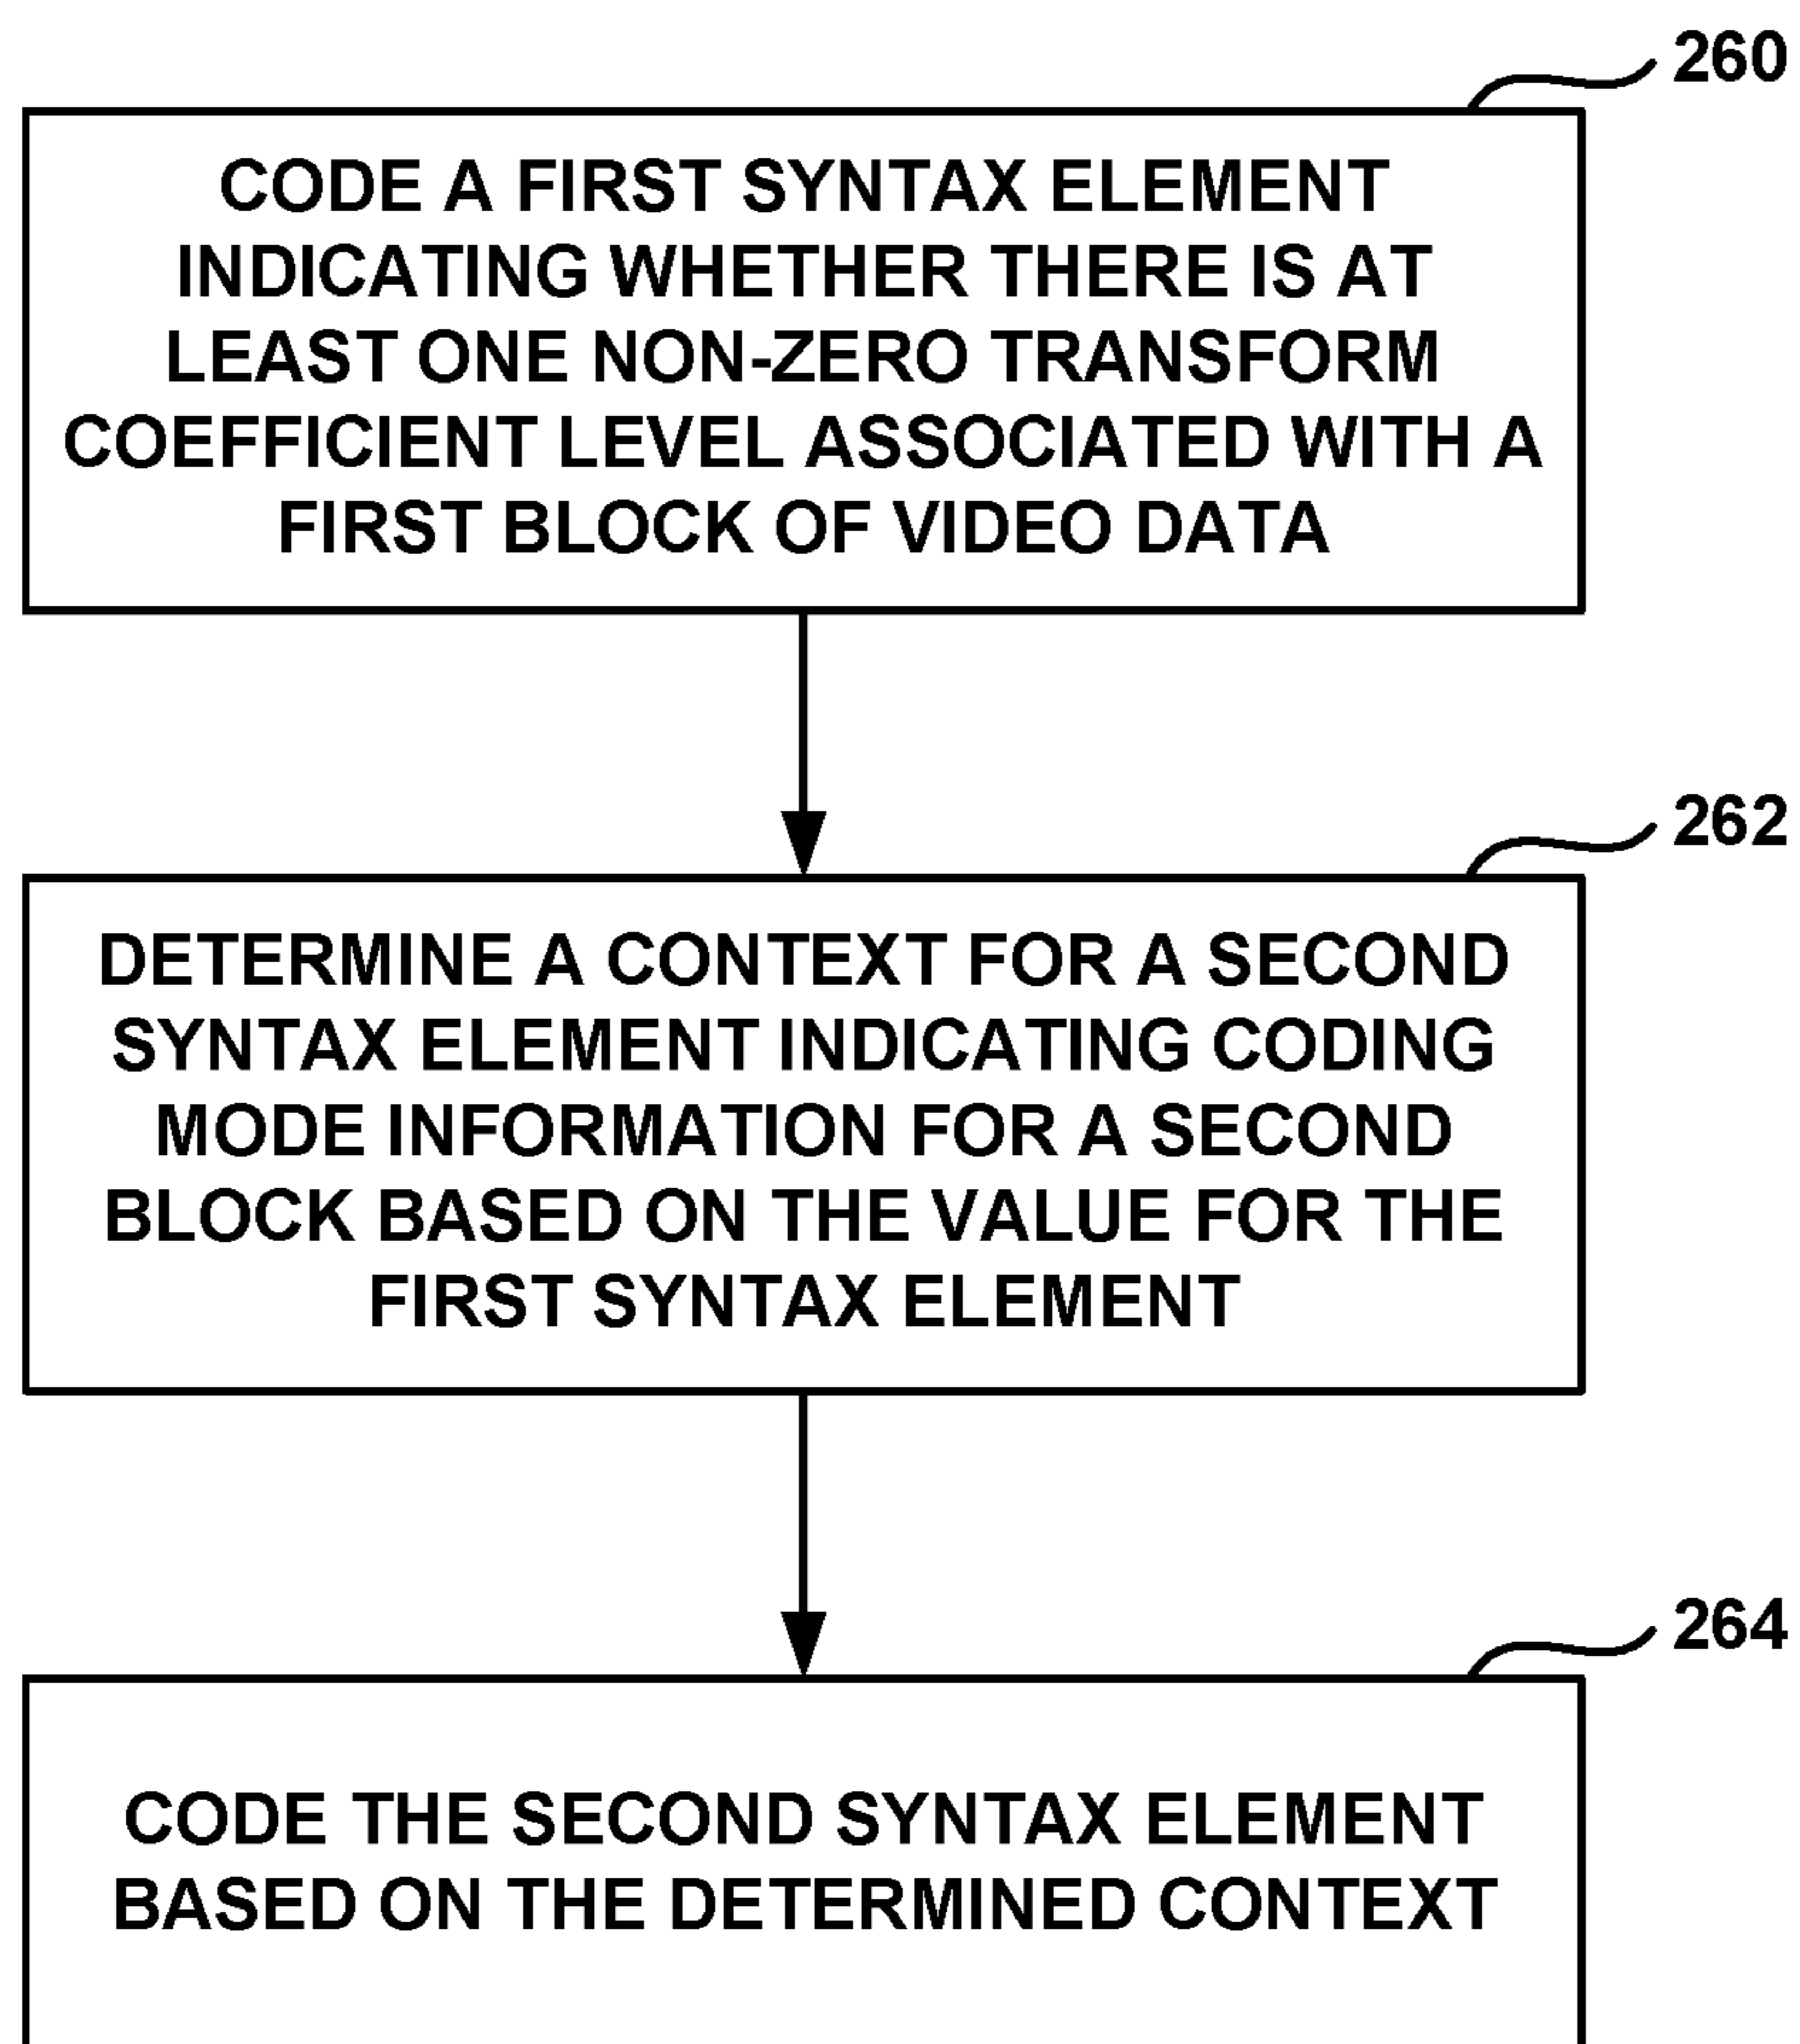 260
CODE A FIRST SYNTAX ELEMENT
INDICATING WHETHER THERE IS AT
LEAST ONE NON-ZERO TRANSFORM
COEFFICIENT LEVEL ASSOCIATED WITH A
FIRST BLOCK OF VIDEO DATA
262
DETERMINE A CONTEXT FOR A SECOND
SYNTAX ELEMENT INDICATING CODING
MODE INFORMATION FOR A SECOND
BLOCK BASED ON THE VALUE FOR THE
FIRST SYNTAX ELEMENT
264
CODE THE SECOND SYNTAX ELEMENT
BASED ON THE DETERMINED CONTEXT